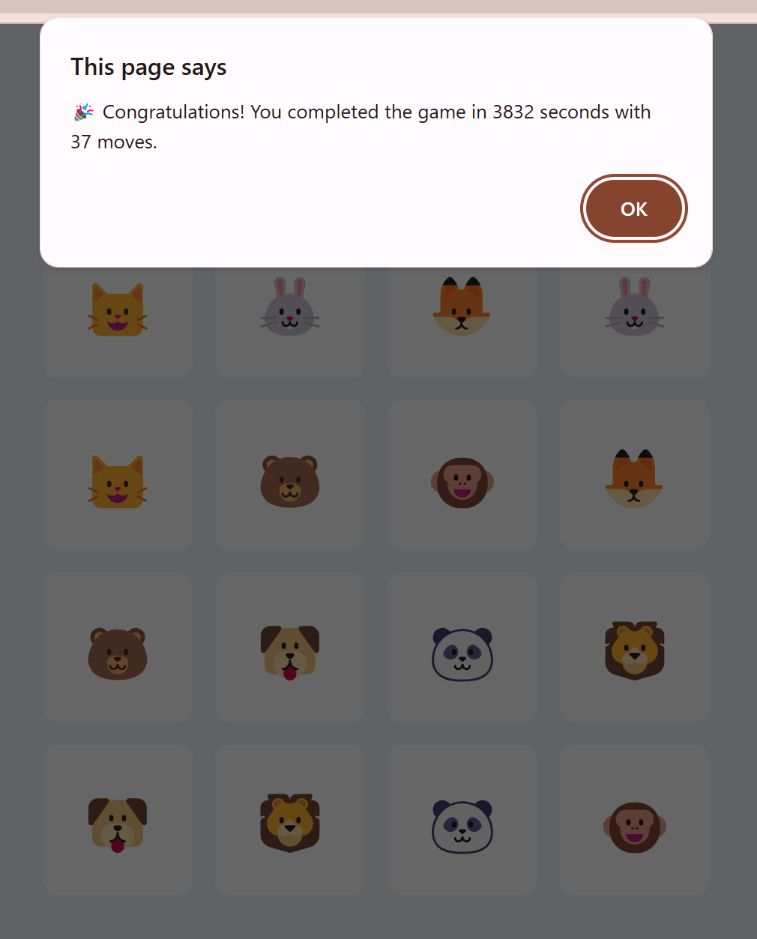 This page says
🎉 Congratulations! You completed the game in 3832 seconds with
37 moves.
OK